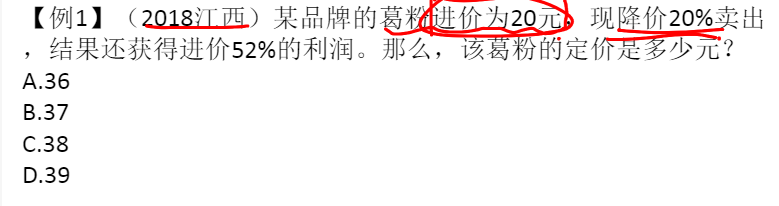 【例1】（2018江西）某品牌的葛粉进价为20元，现降价20%卖出
，结果还获得进价52%的利润。那么，该葛粉的定价是多少元？
A.36
B.37
C.38
D.39